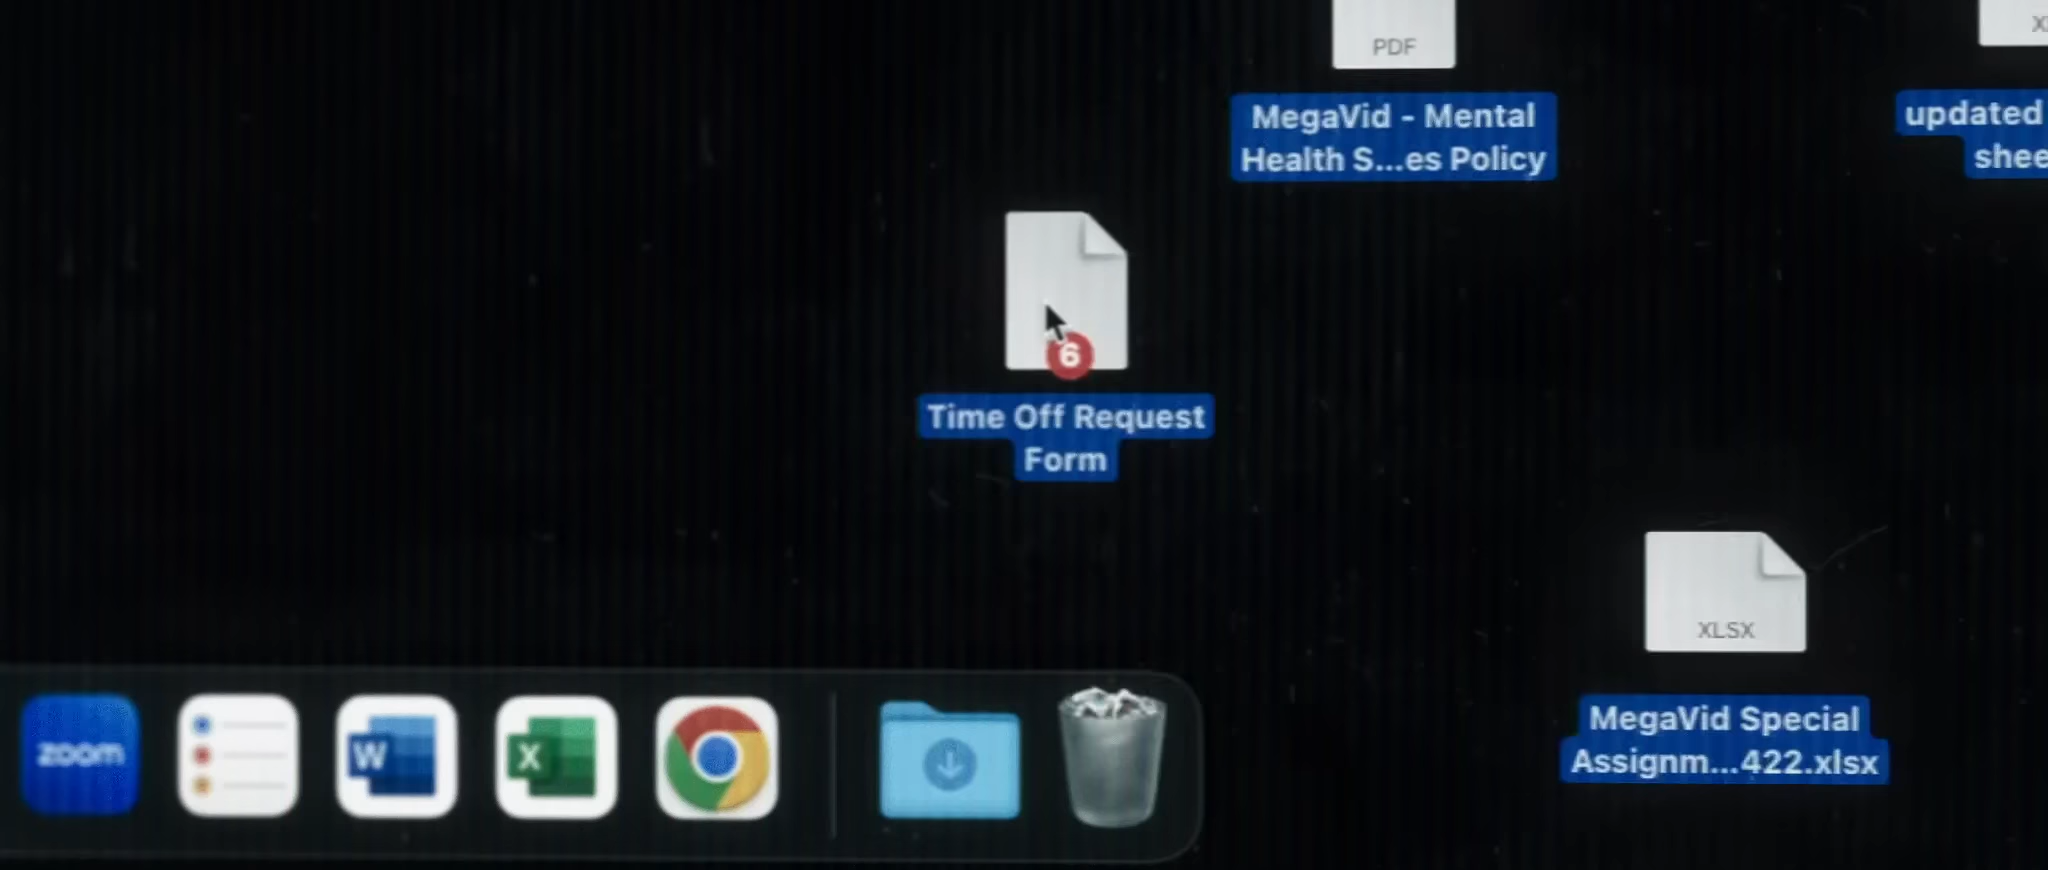 PDF
MegaVid - Mental
Health S...es Policy
updated
shee
6
Time Off Request
Form
XLSX
MegaVid Special
Assignm...422.xlsx
zoom
W
X